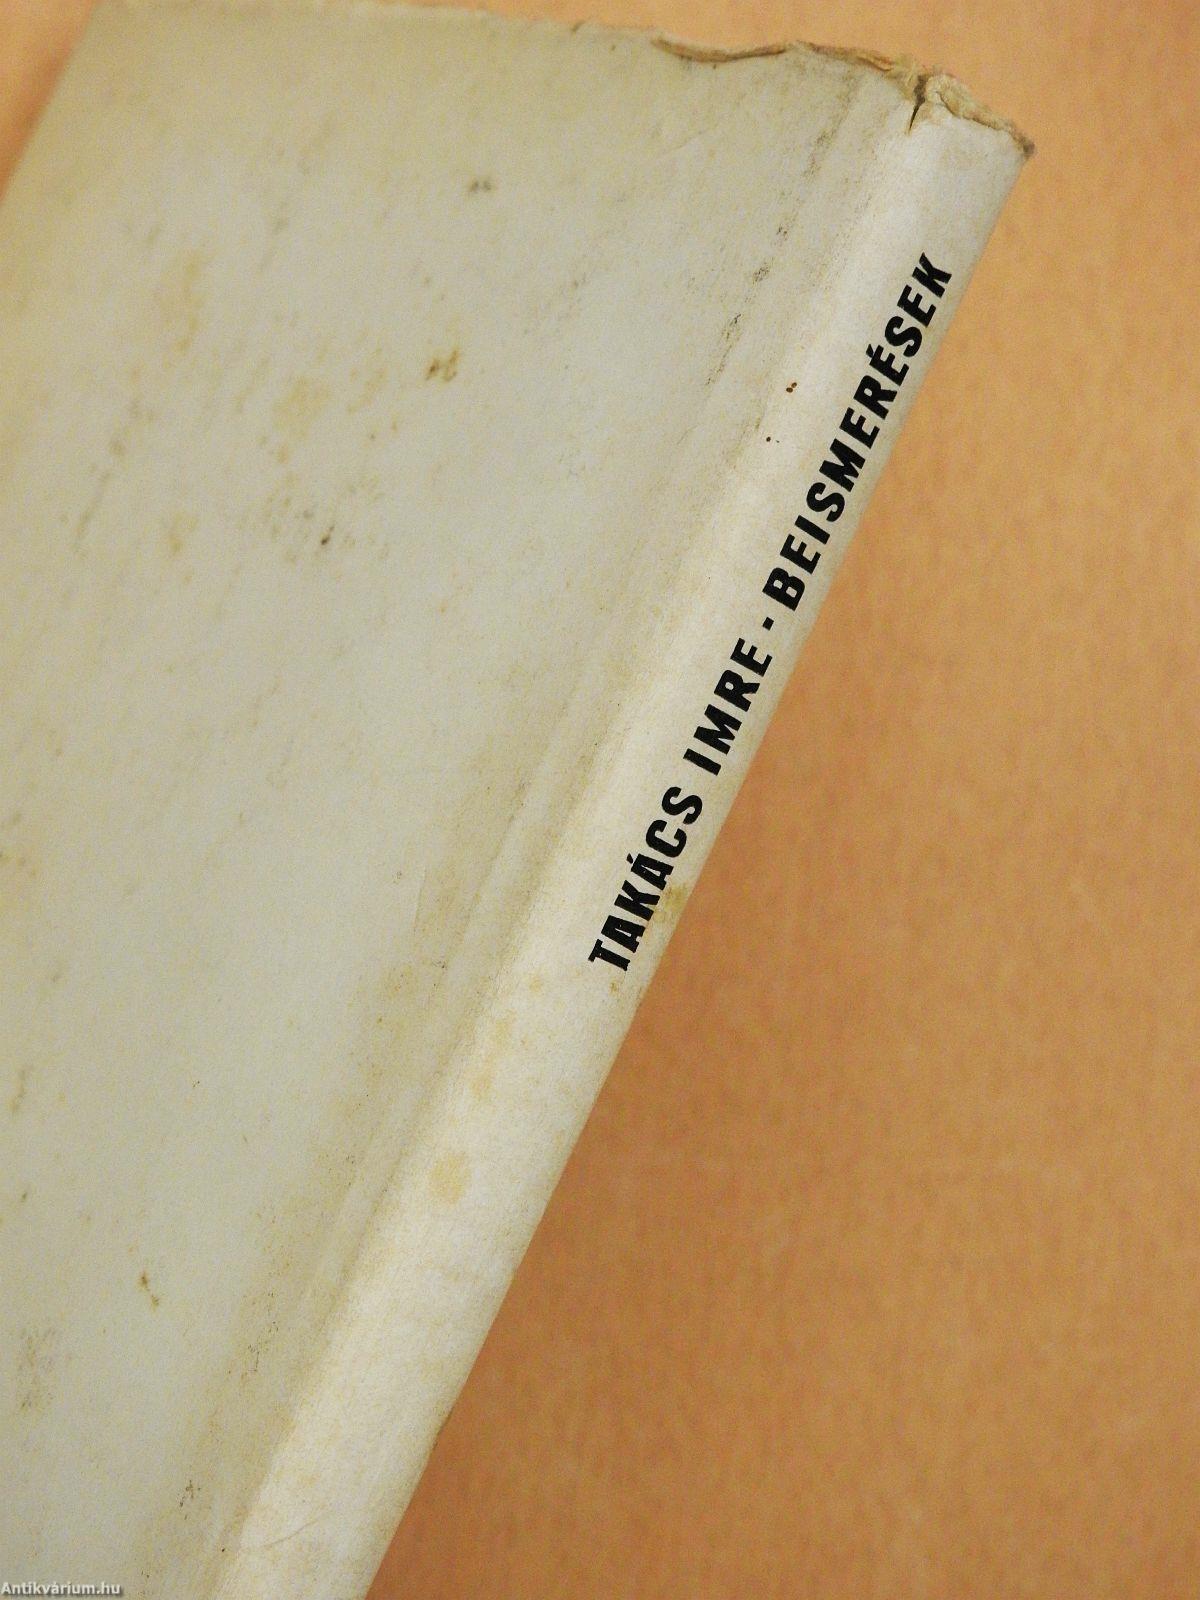 TAKÁCS IMRE · BEISMERÉSEK
Antikvárium.hu